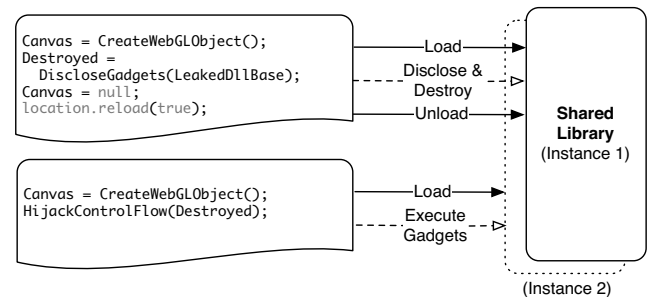 Canvas = CreateWebGLObject();
Destroyed =
DiscloseGadgets(LeakedDllBase);
Canvas = null;
location.reload(true);
Load
Disclose &
Destroy
Unload
Shared
Library
(Instance 1)
Canvas = CreateWebGLObject();
HijackControlFlow(Destroyed);
Load
Execute
Gadgets
(Instance 2)